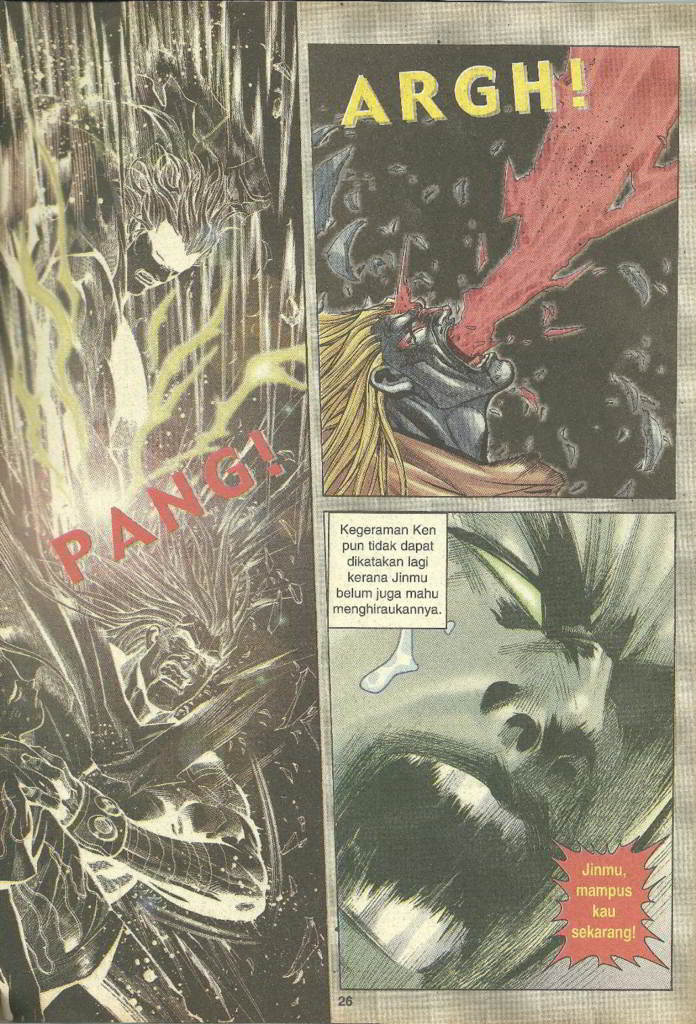 PANG!
ARGH!
Kegeraman Ken
pun tidak dapat
dikatakan lagi
kerana Jinmu
belum juga mahu
menghiraukannya.
Jinmu,
mampus
kau
sekarang!
26